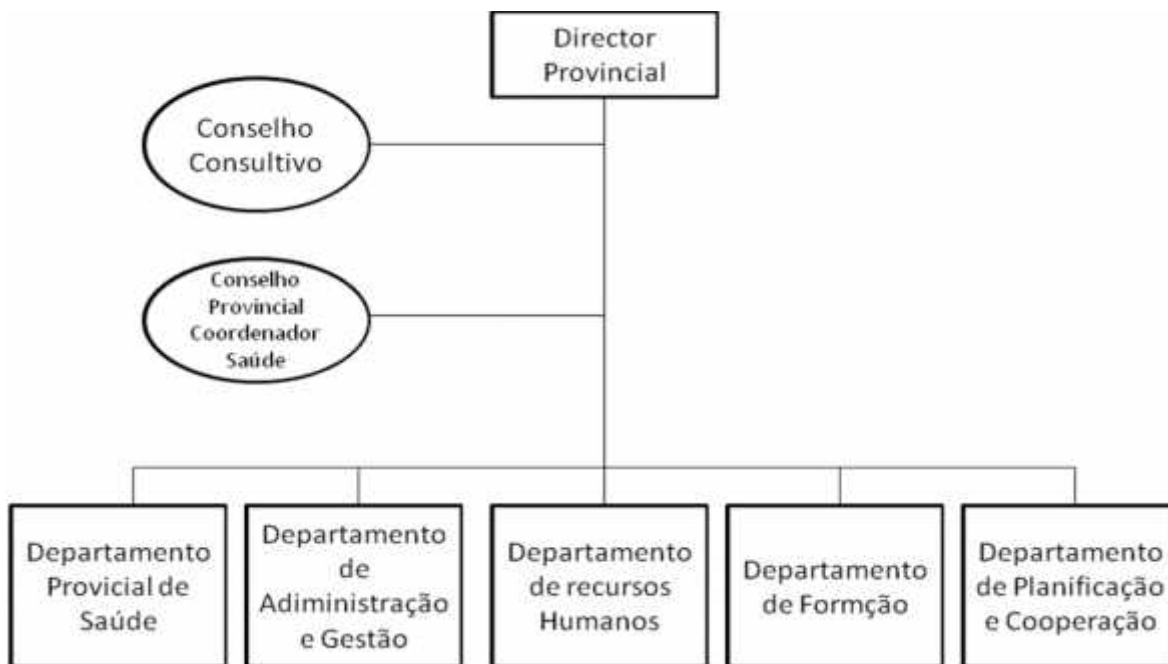 Director
Provincial
Conselho
Consultivo
Conselho
Provincial
Coordenador
Saúde
Departamento
Provicial de
Saúde
Departamento
de
Adiministração
e Gestão
Departamento
de recursos
Humanos
Departamento
de Formção
Departamento
de Planificação
e Cooperação